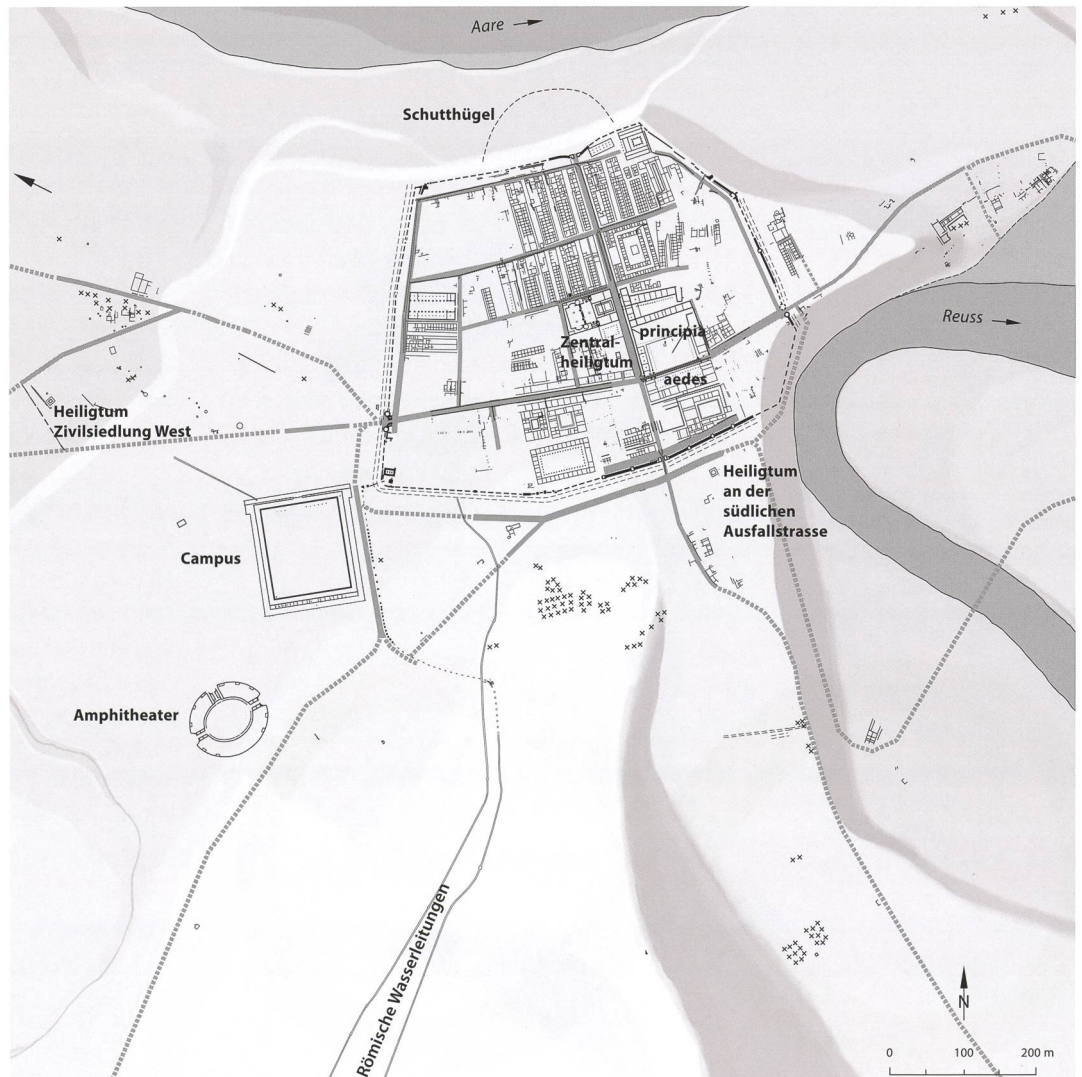 Aare
Schutthügel
Reuss
principia
Zentral-
heiligtum
aedes
Heiligtum
Zivilsiedlung West
Heiligtum
an der
südlichen
Ausfallstrasse
Campus
Amphitheater
Römische Wasserleitungen
N
0 100 200 m